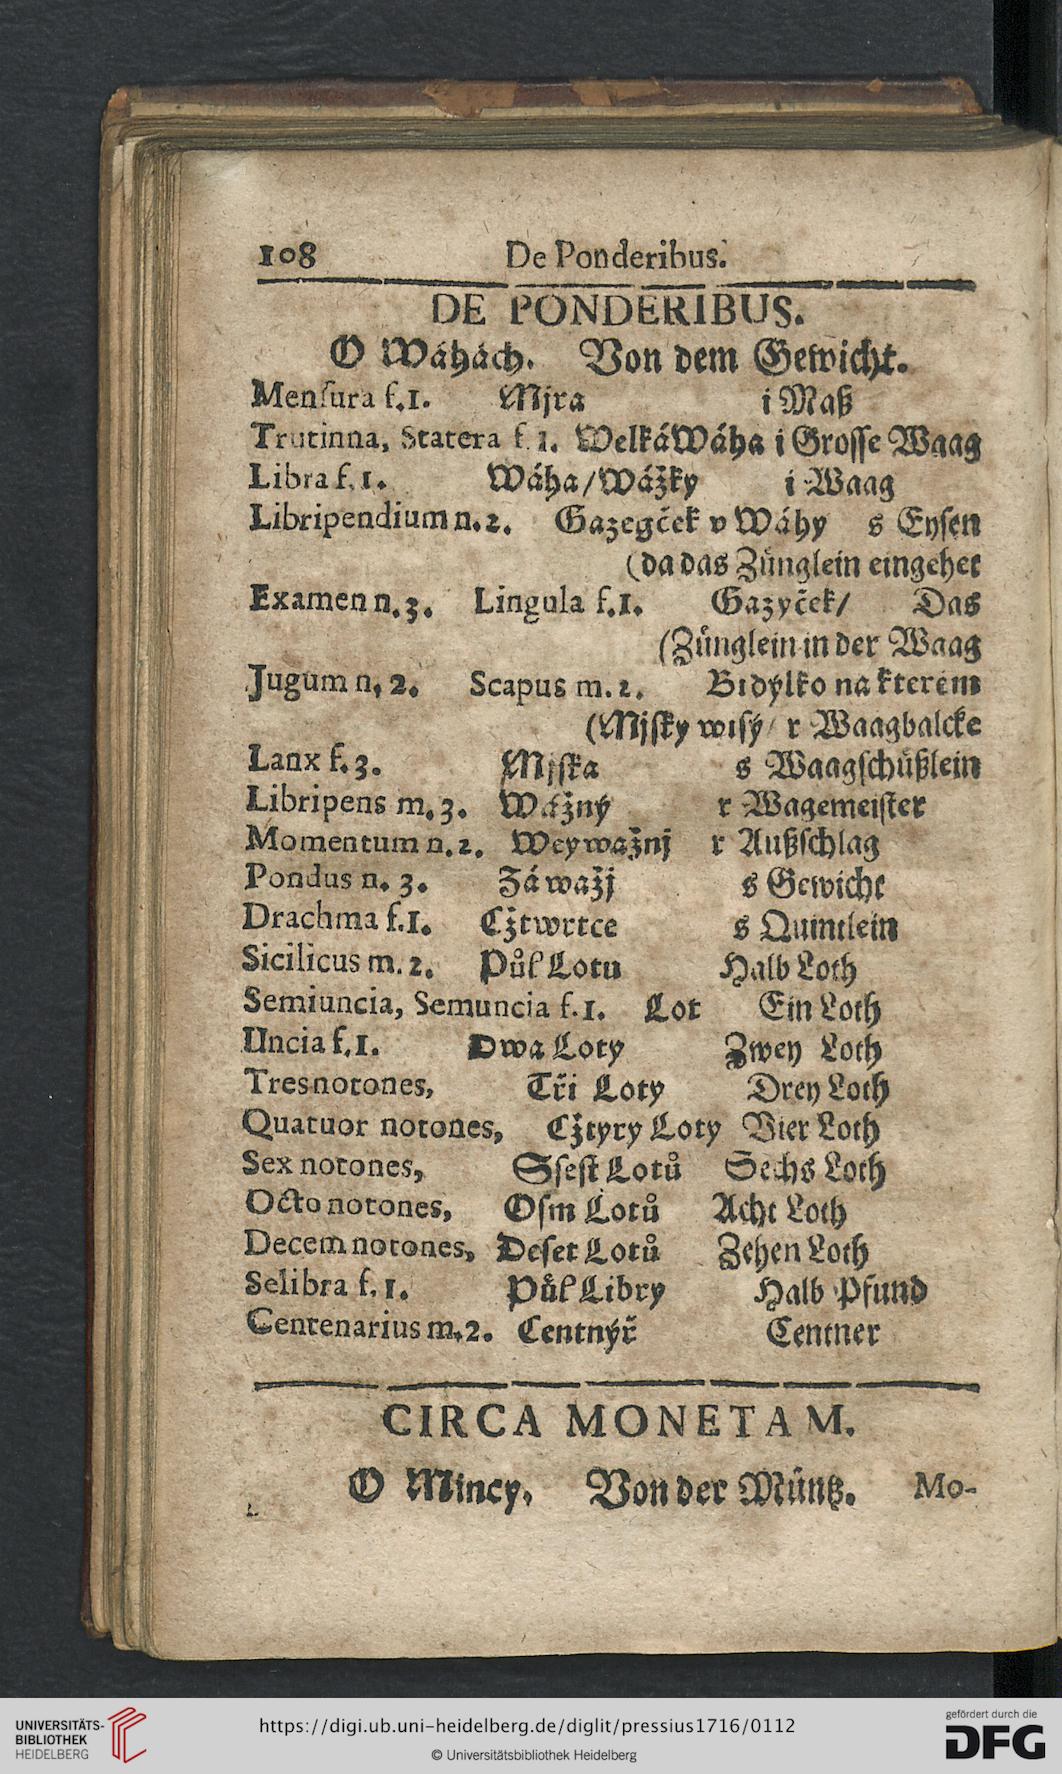 108 De Ponderibus.
DE PONDERIBUS.
O Wáhách. Von dem Gewicht.
Mensura f.1. Mjra i Maß
Trutinna, Statera f 1. Welká Wáha i Grosse Waag
Libra f.1. Wáha/Wážky i Waag
Libripendium n.2. Gazegček v Wáhy s Eysen
(da das Zünglein eingehet
Examen n.3. Lingula f.1. Gazyček/ Das
(Zünglein in der Waag
Jugum n, 2. Scapus m. 2. Bidýlko na kterém
(Mjsky wisý/ r Waagbalcke
Lanx f.3. Mjska s Waagschüßlein
Libripens m.3. Wážný r Wagemeister
Momentum n.2. Weywažnj r Außschlag
Pondus n. 3. Záważj s Gewicht
Drachma f.1. Cžtwrtce s Quintlein
Sicilicus m. 2. Půl Lotu Halb Loth
Semiuncia, Semuncia f.1. Lot Ein Loth
Uncia f.1. Dwa Loty Zwey Loth
Tres notones, Tři Loty Drey Loth
Quatuor notones, Cžtyry Loty Vier Loth
Sex notones, Ssest Lotů Sechs Loth
Octo notones, Osm Lotů Acht Loth
Decem notones, Deset Lotů Zehen Loth
Selibra f. 1. Půl Libry Halb Pfund
Centenarius m.2. Centnýř Centner
CIRCA MONETAM.
O Mincy, Von der Müntz. Mo-
UNIVERSITÄTS-
BIBLIOTHEK
HEIDELBERG
https://digi.ub.uni-heidelberg.de/diglit/pressius1716/0112
© Universitätsbibliothek Heidelberg
gefördert durch die
DFG